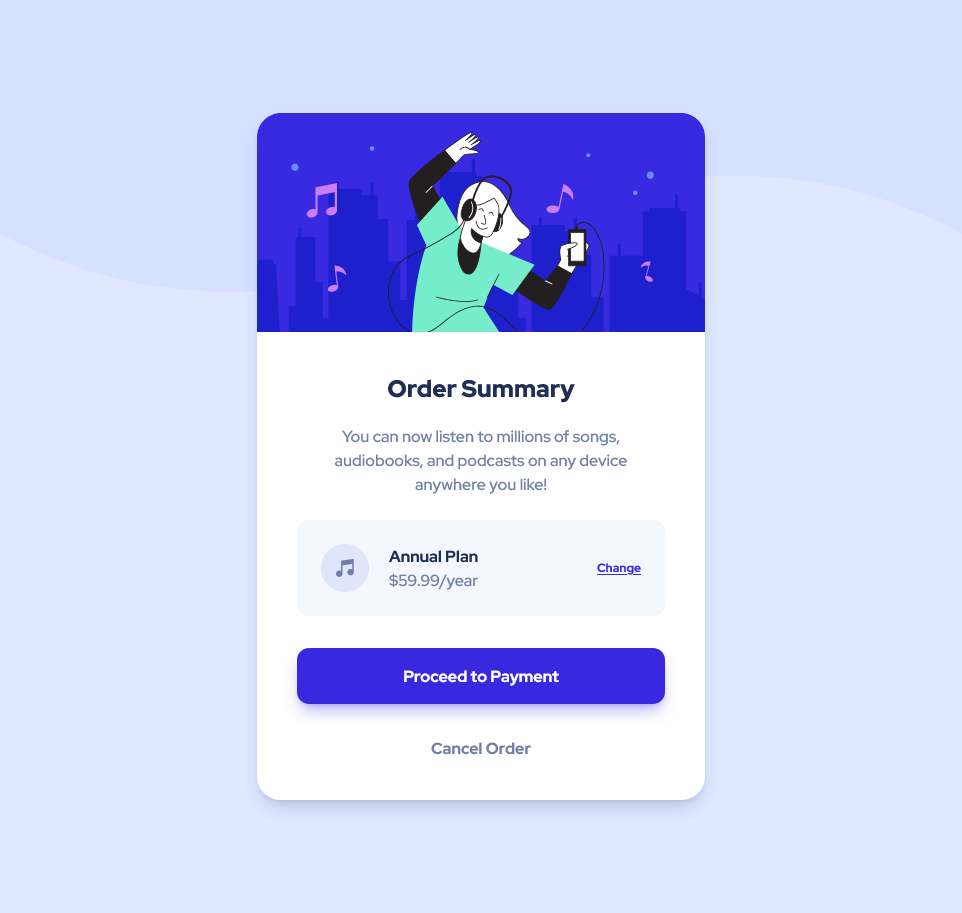 Order Summary
You can now listen to millions of songs,
audiobooks, and podcasts on any device
anywhere you like!
Annual Plan
$59.99/year
Change
Proceed to Payment
Cancel Order